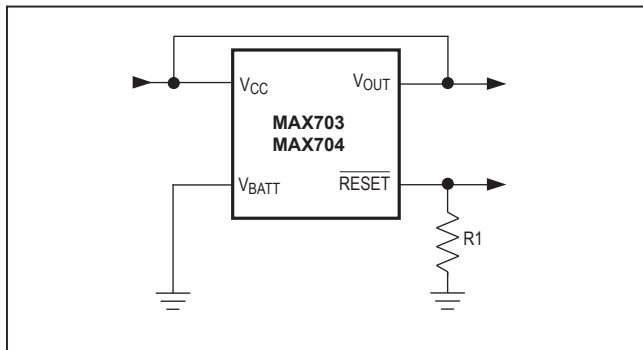 VCC
VOUT
MAX703
MAX704
VBATT
RESET
R1